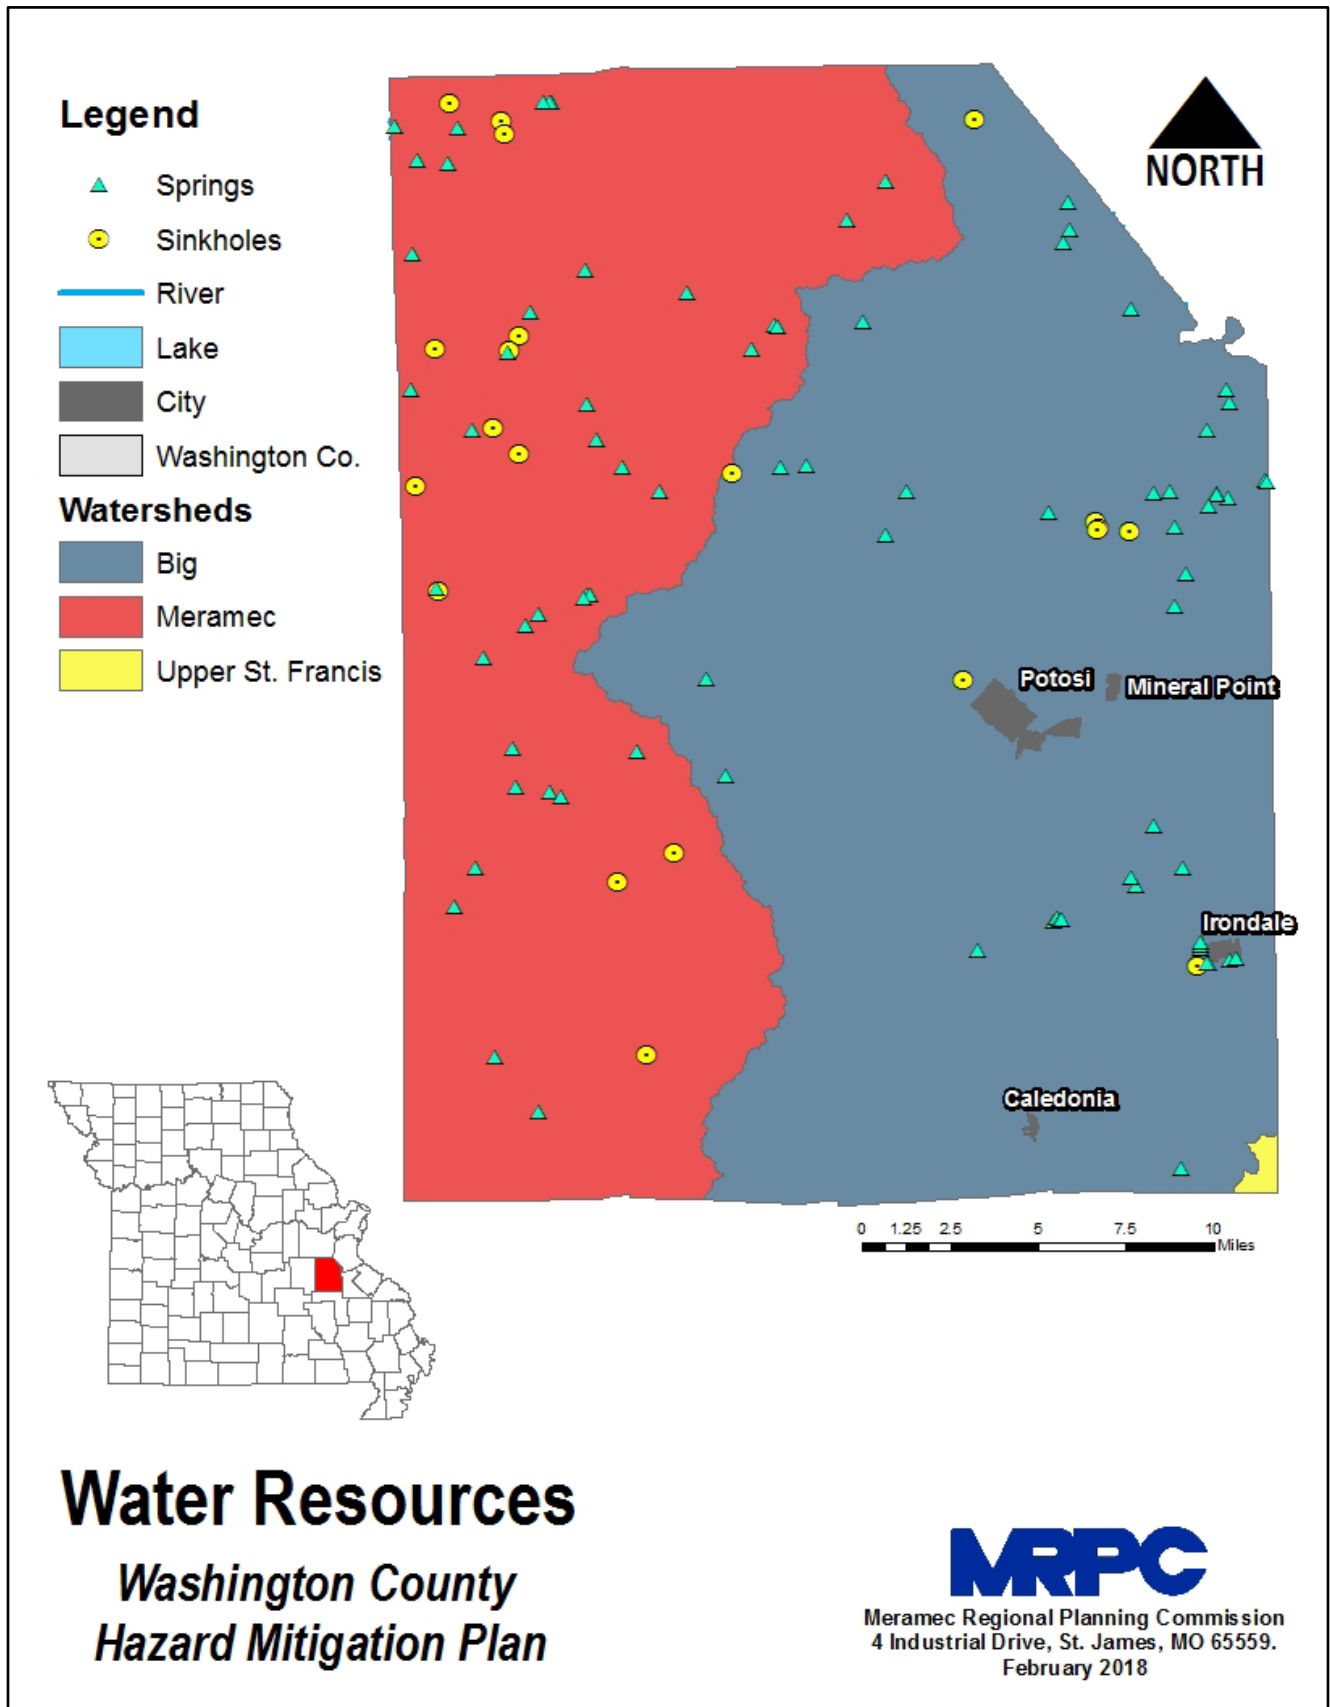 Legend
Springs
Sinkholes
River
Lake
City
Washington Co.
Watersheds
Big
Meramec
Upper St. Francis
NORTH
Potosi
Mineral Point
Irondale
Caledonia
0 1.25 2.5 5 7.5 10
Miles
Water Resources
Washington County
Hazard Mitigation Plan
MRPC
Meramec Regional Planning Commission
4 Industrial Drive, St. James, MO 65559.
February 2018